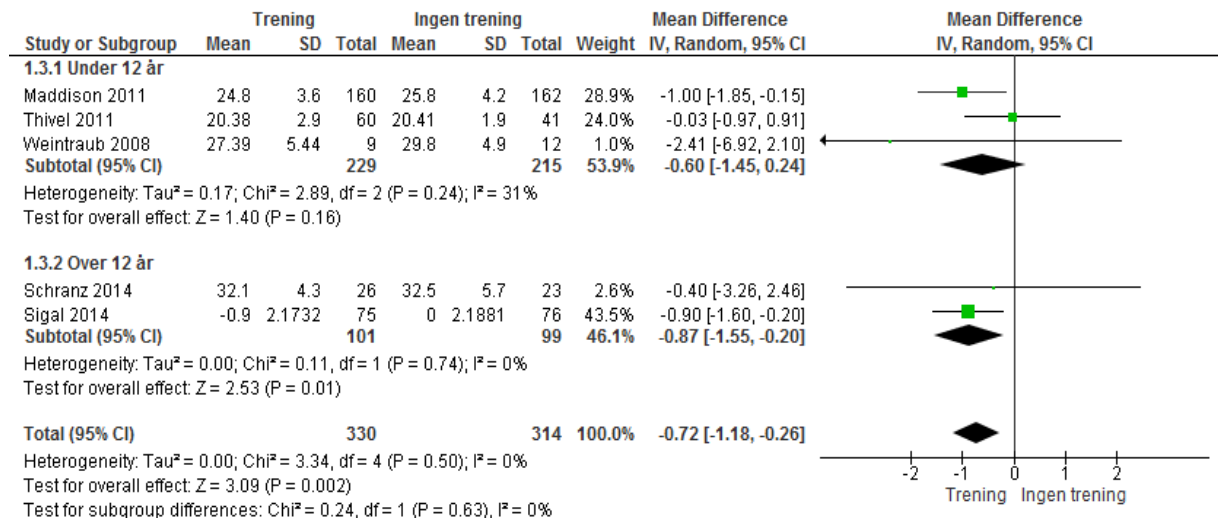 Trening Ingen trening Mean Difference Mean Difference
Study or Subgroup Mean SD Total Mean SD Total Weight IV, Random, 95% CI IV, Random, 95% CI
1.3.1 Under 12 år
Maddison 2011 24.8 3.6 160 25.8 4.2 162 28.9% -1.00 [-1.85, -0.15]
Thivel 2011 20.38 2.9 60 20.41 1.9 41 24.0% -0.03 [-0.97, 0.91]
Weintraub 2008 27.39 5.44 9 29.8 4.9 12 1.0% -2.41 [-6.92, 2.10]
Subtotal (95% CI) 229 215 53.9% -0.60 [-1.45, 0.24]
Heterogeneity: Tau² = 0.17; Chi² = 2.89, df = 2 (P = 0.24); I² = 31%
Test for overall effect: Z = 1.40 (P = 0.16)
1.3.2 Over 12 år
Schranz 2014 32.1 4.3 26 32.5 5.7 23 2.6% -0.40 [-3.26, 2.46]
Sigal 2014 -0.9 2.1732 75 0 2.1881 76 43.5% -0.90 [-1.60, -0.20]
Subtotal (95% CI) 101 99 46.1% -0.87 [-1.55, -0.20]
Heterogeneity: Tau² = 0.00; Chi² = 0.11, df = 1 (P = 0.74); I² = 0%
Test for overall effect: Z = 2.53 (P = 0.01)
Total (95% CI) 330 314 100.0% -0.72 [-1.18, -0.26]
Heterogeneity: Tau² = 0.00; Chi² = 3.34, df = 4 (P = 0.50); I² = 0%
Test for overall effect: Z = 3.09 (P = 0.002)
Test for subgroup differences: Chi² = 0.24, df = 1 (P = 0.63), I² = 0%
-2 -1 0 1 2
Trening Ingen trening